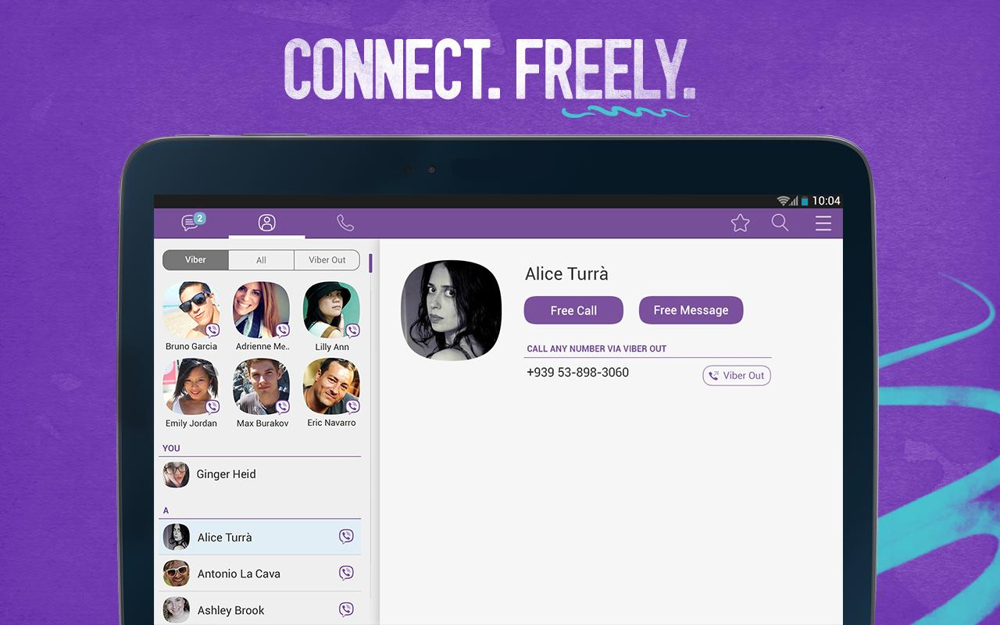 CONNECT. FREELY.
10:04
2
Viber All Viber Out
Bruno Garcia Adrienne Me.. Lilly Ann
Emily Jordan Max Burakov Eric Navarro
YOU
Ginger Heid
A
Alice Turrà
Antonio La Cava
Ashley Brook
Alice Turrà
Free Call Free Message
CALL ANY NUMBER VIA VIBER OUT
+939 53-898-3060 Viber Out